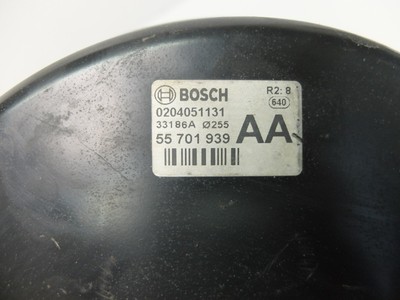 BOSCH R2: 8
0204051131 640
33186A Ø255
55 701 939 AA